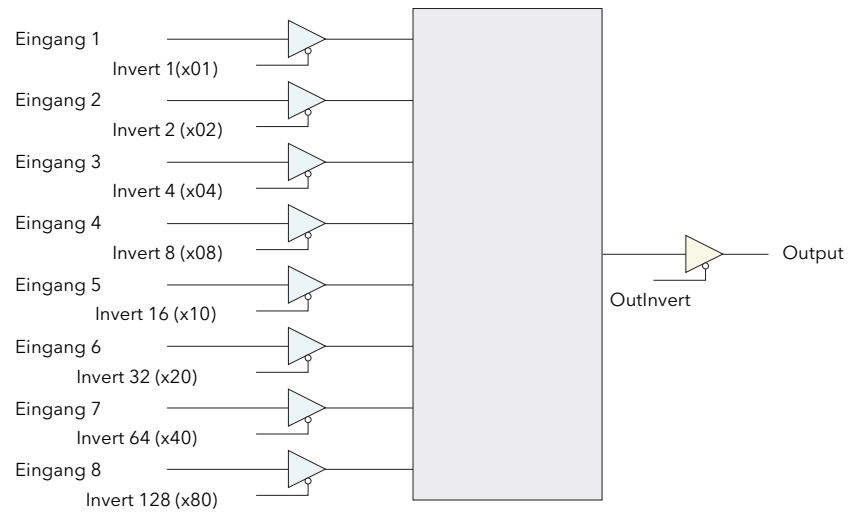 Eingang 1
Invert 1(x01)
Eingang 2
Invert 2 (x02)
Eingang 3
Invert 4 (x04)
Eingang 4
Invert 8 (x08)
Eingang 5
Invert 16 (x10)
Eingang 6
Invert 32 (x20)
Eingang 7
Invert 64 (x40)
Eingang 8
Invert 128 (x80)
Output
OutInvert